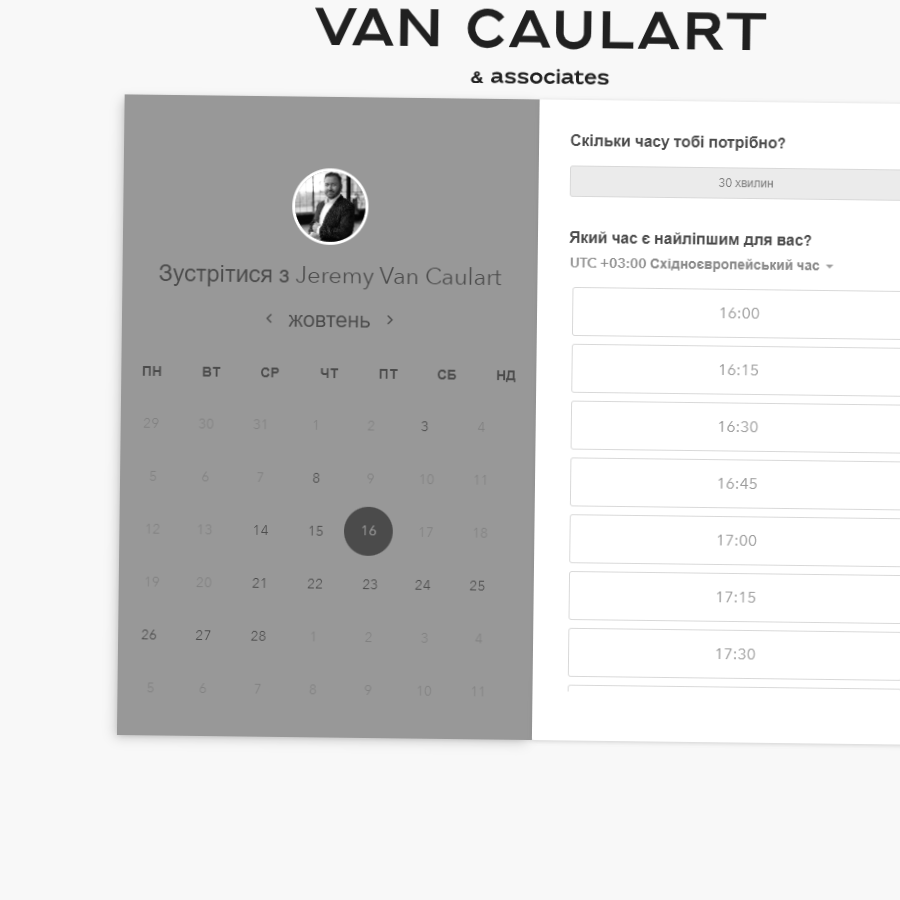 VAN CAULART
& associates
Зустрітися з Jeremy Van Caulart
жовтень
ПН ВТ СР ЧТ ПТ СБ НД
29 30 31 1 2 3 4
5 6 7 8 9 10 11
12 13 14 15 16 17 18
19 20 21 22 23 24 25
26 27 28 1 2 3 4
5 6 7 8 9 10 11
Скільки часу тобі потрібно?
30 хвилин
Який час є найліпшим для вас?
UTC +03:00 Східноєвропейський час
16:00
16:15
16:30
16:45
17:00
17:15
17:30